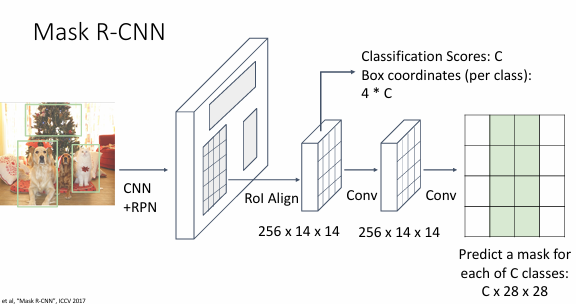 Mask R-CNN
Classification Scores: C
Box coordinates (per class):
4 * C
CNN
+RPN
RoI Align
Conv
Conv
256 x 14 x 14
256 x 14 x 14
Predict a mask for
each of C classes:
C x 28 x 28
et al, "Mask R-CNN", ICCV 2017